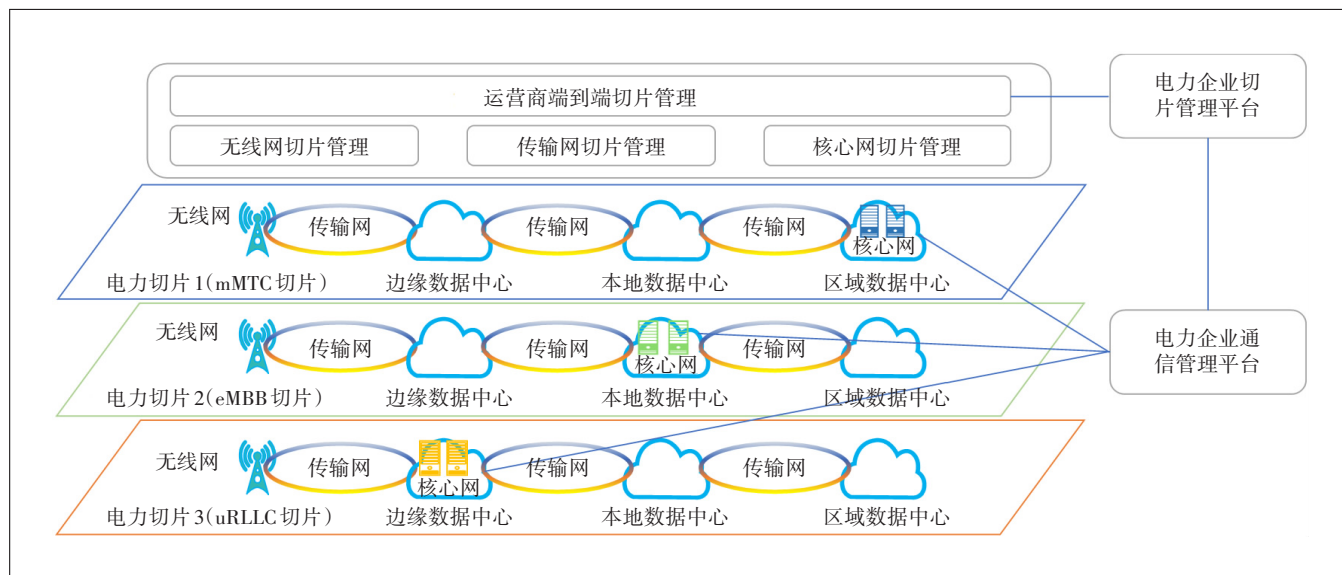 运营商端到端切片管理
电力企业切
片管理平台
无线网切片管理
传输网切片管理
核心网切片管理
无线网
传输网
传输网
传输网
核心网
电力切片1(mMTC切片)
边缘数据中心
本地数据中心
区域数据中心
无线网
传输网
传输网
核心网
传输网
电力企业通
信管理平台
电力切片2(eMBB切片)
边缘数据中心
本地数据中心
区域数据中心
无线网
传输网
核心网
传输网
传输网
电力切片3(uRLLC切片)
边缘数据中心
本地数据中心
区域数据中心